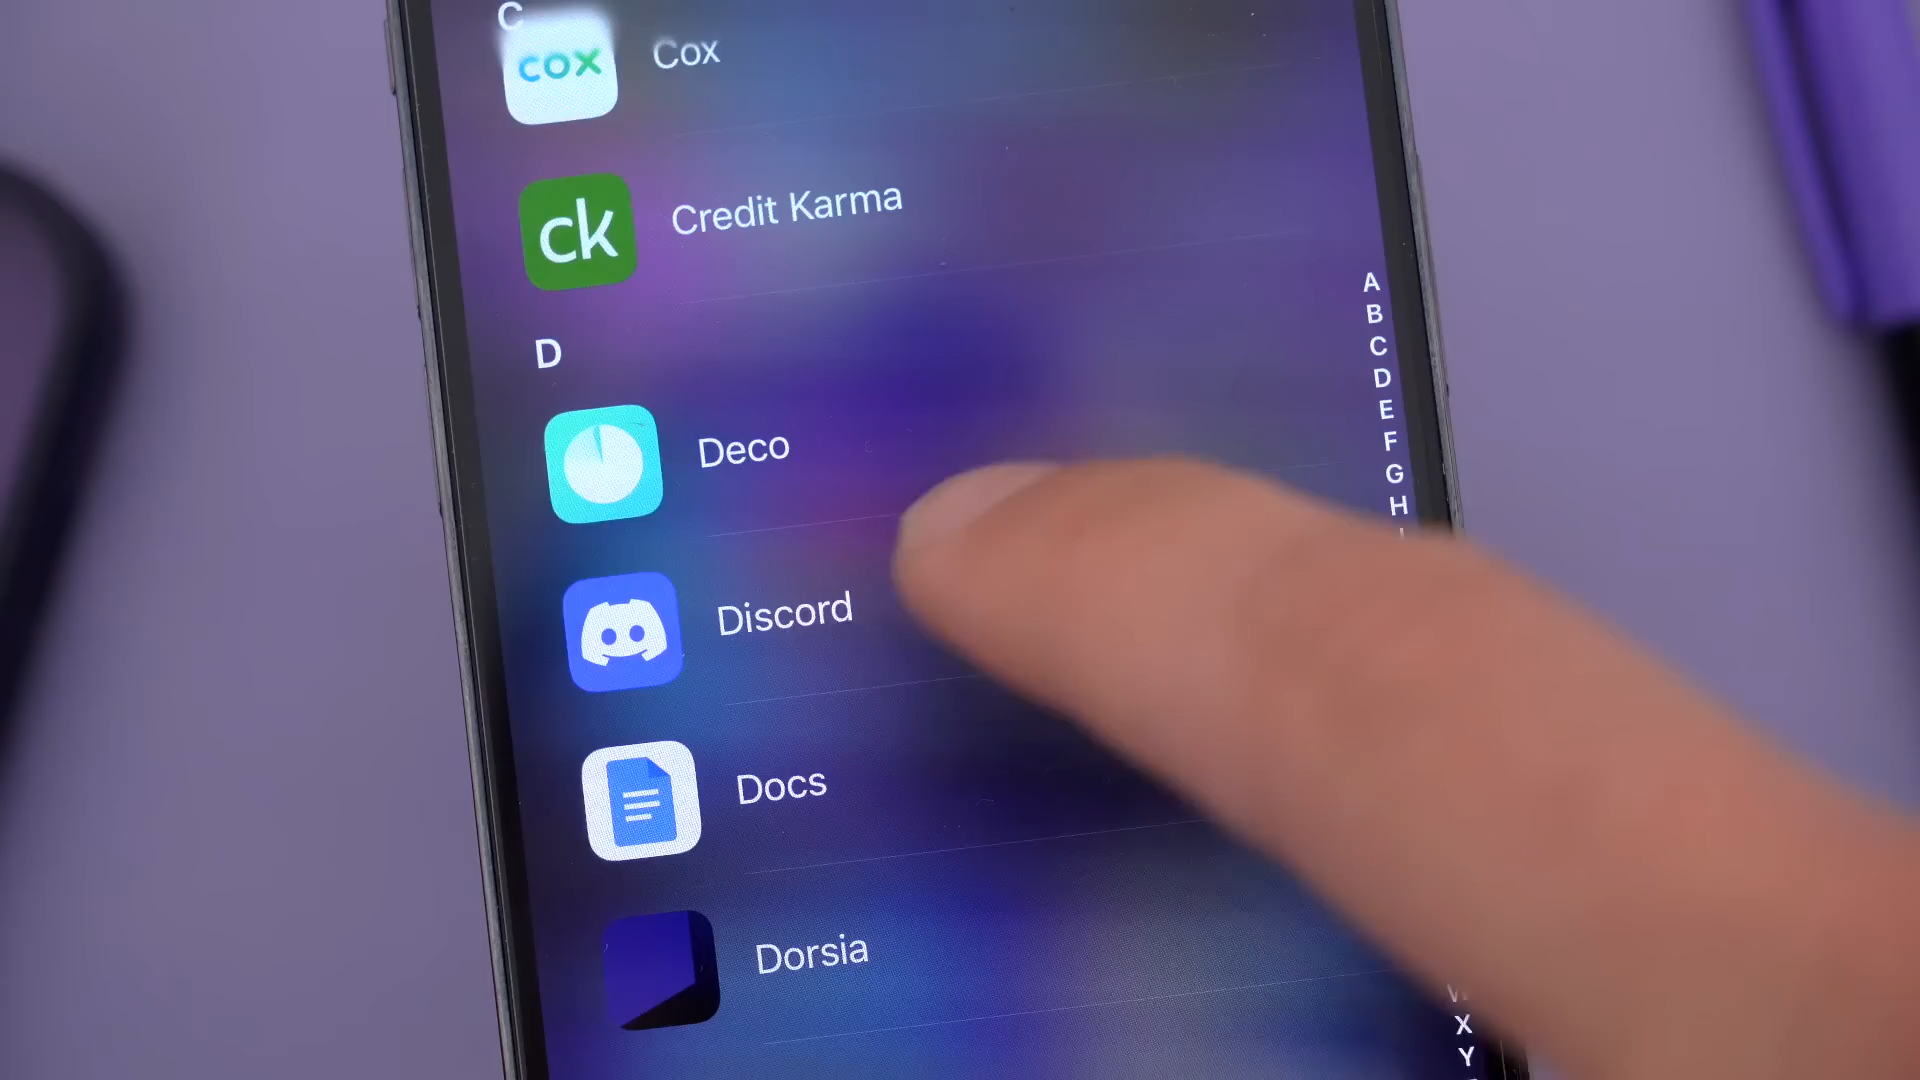 C
cox
Cox
ck
Credit Karma
D
Deco
Discord
Docs
Dorsia
A
B
C
D
E
F
G
H
X
Y